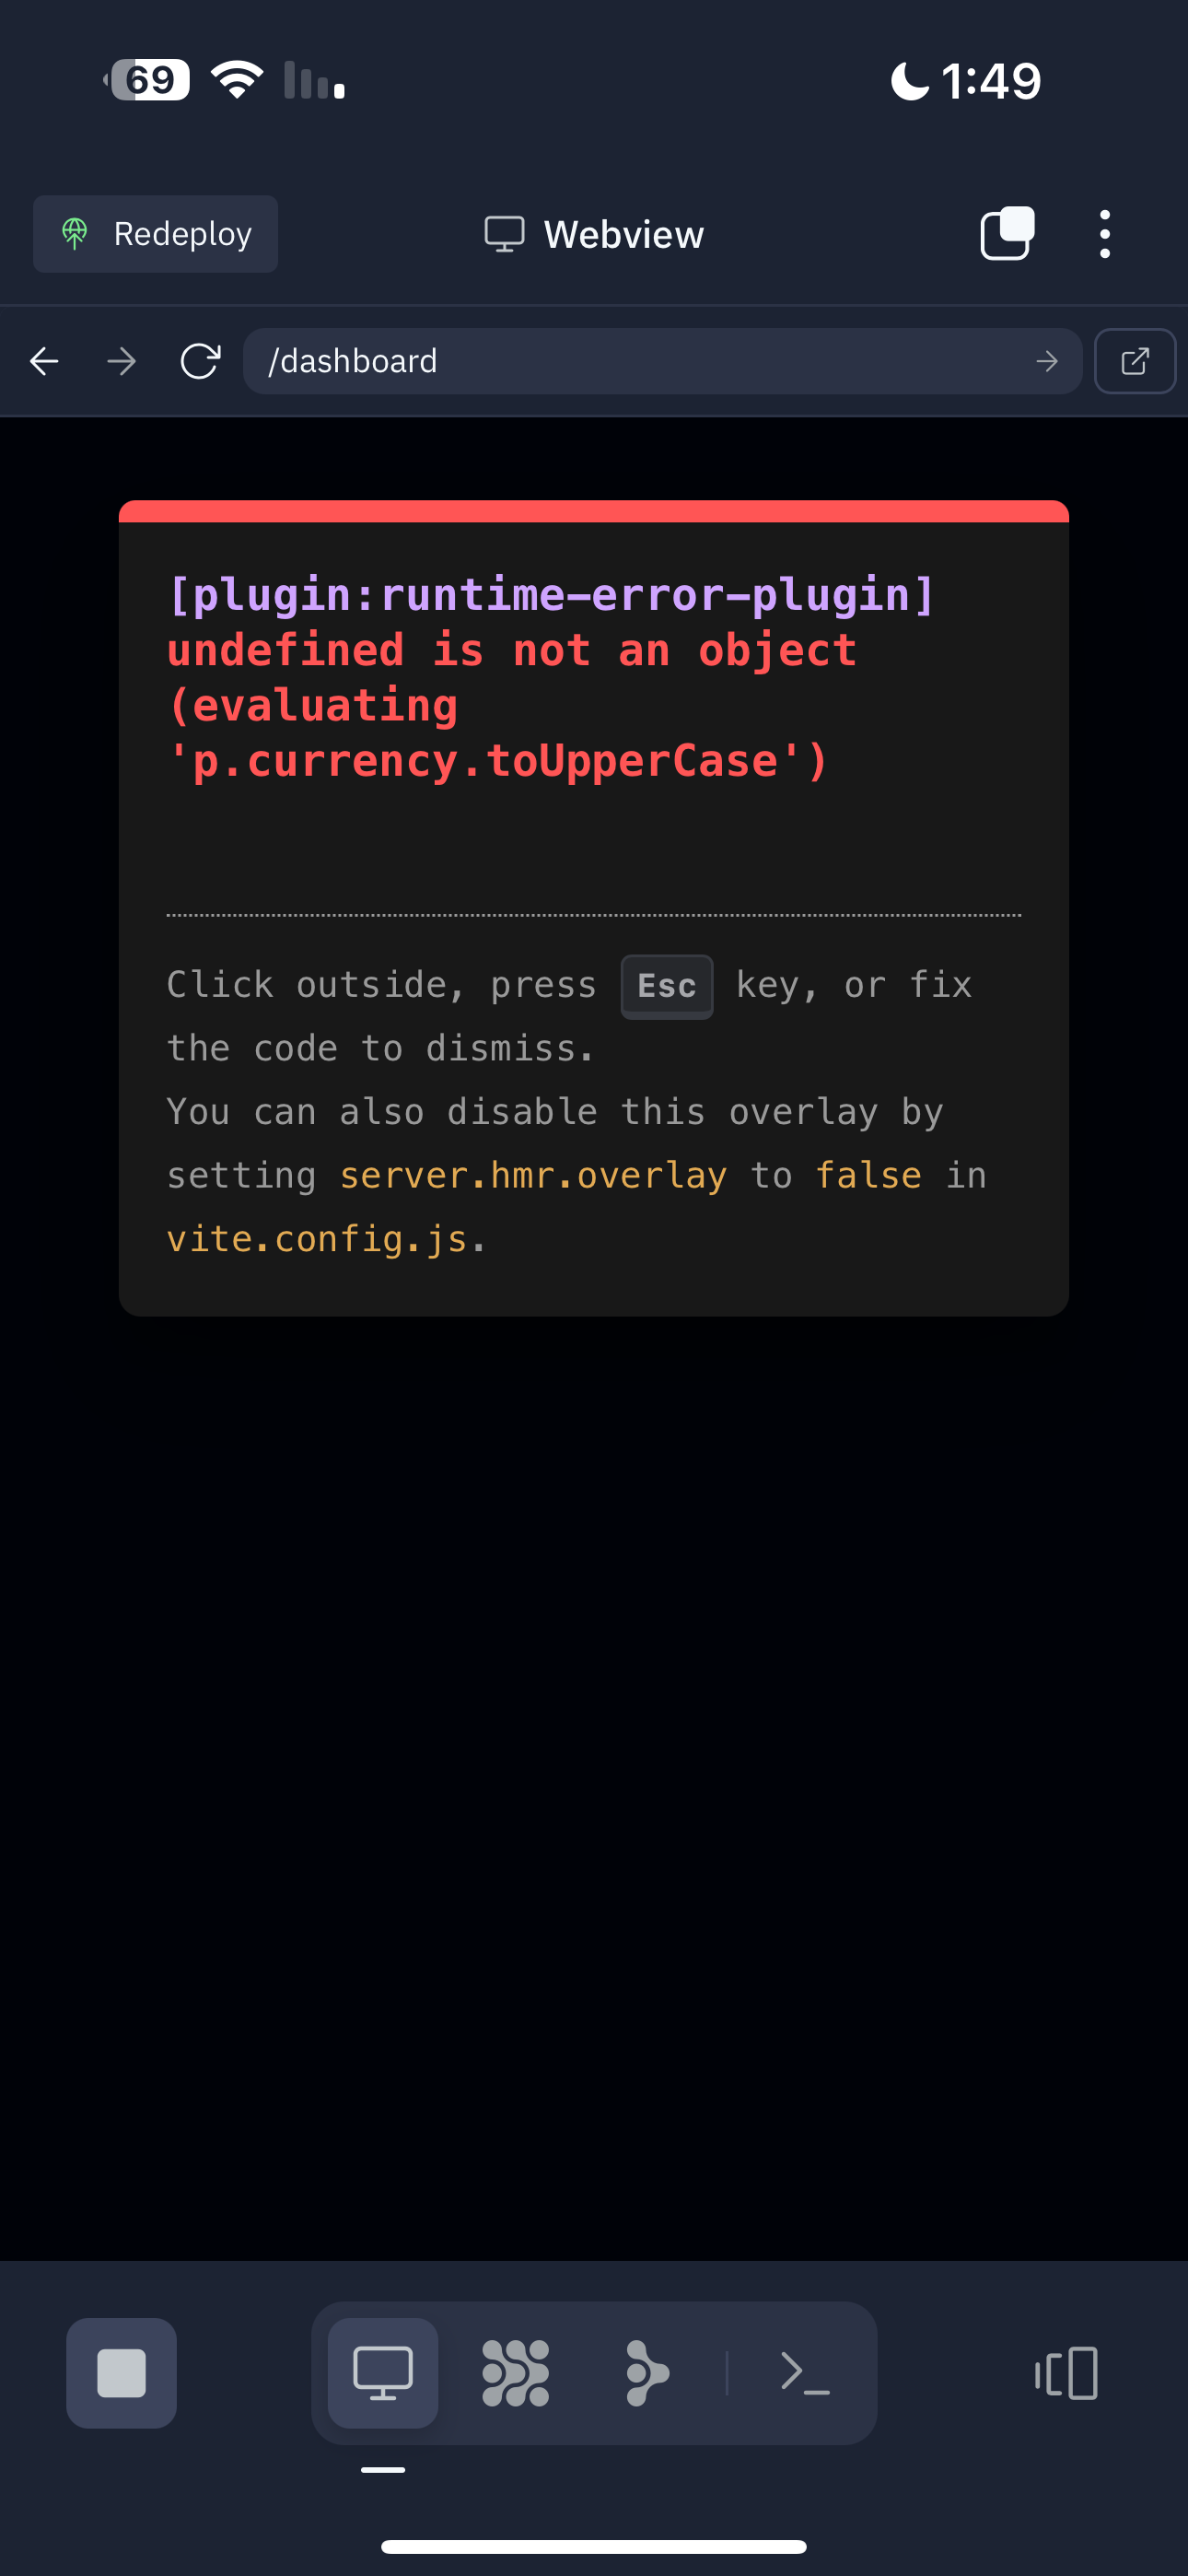 69
1:49
Redeploy
Webview
/dashboard
[plugin:runtime-error-plugin]
undefined is not an object
(evaluating
'p.currency.toUpperCase')
Click outside, press Esc key, or fix
the code to dismiss.
You can also disable this overlay by
setting server.hmr.overlay to false in
vite.config.js.